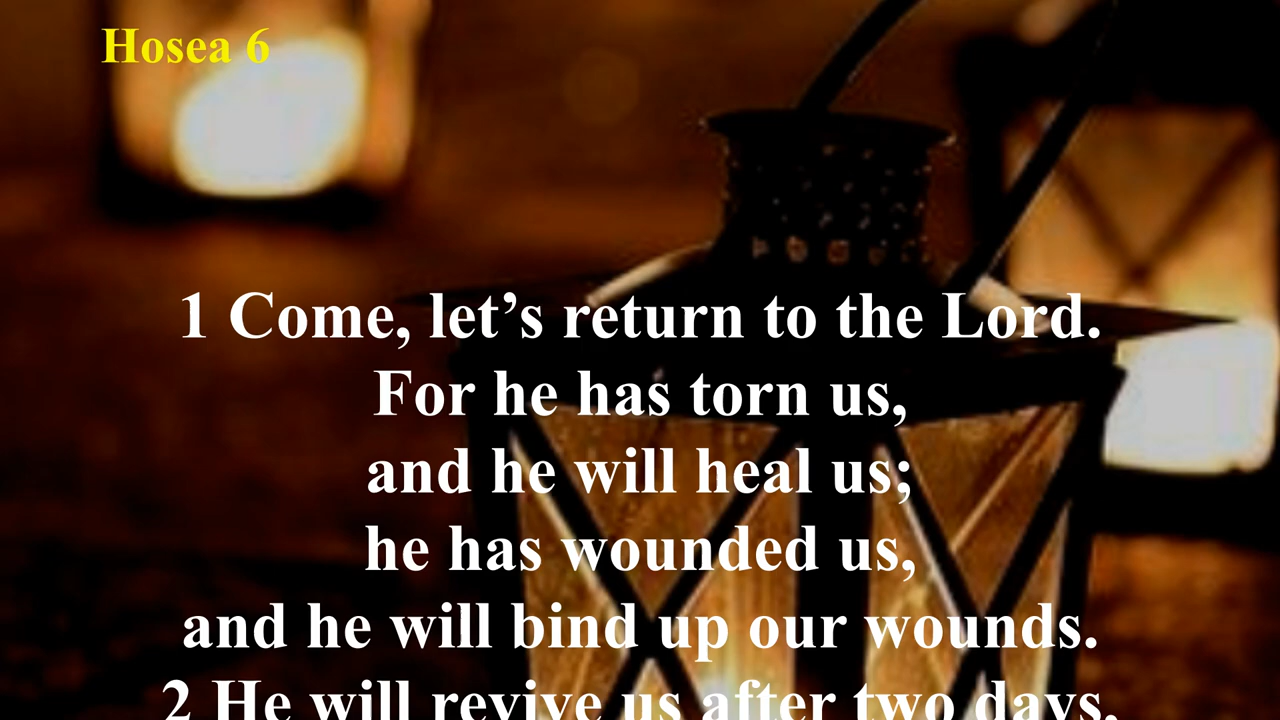 Hosea 6
1 Come, let’s return to the Lord.
For he has torn us,
and he will heal us;
he has wounded us,
and he will bind up our wounds.
2 He will revive us after two days.